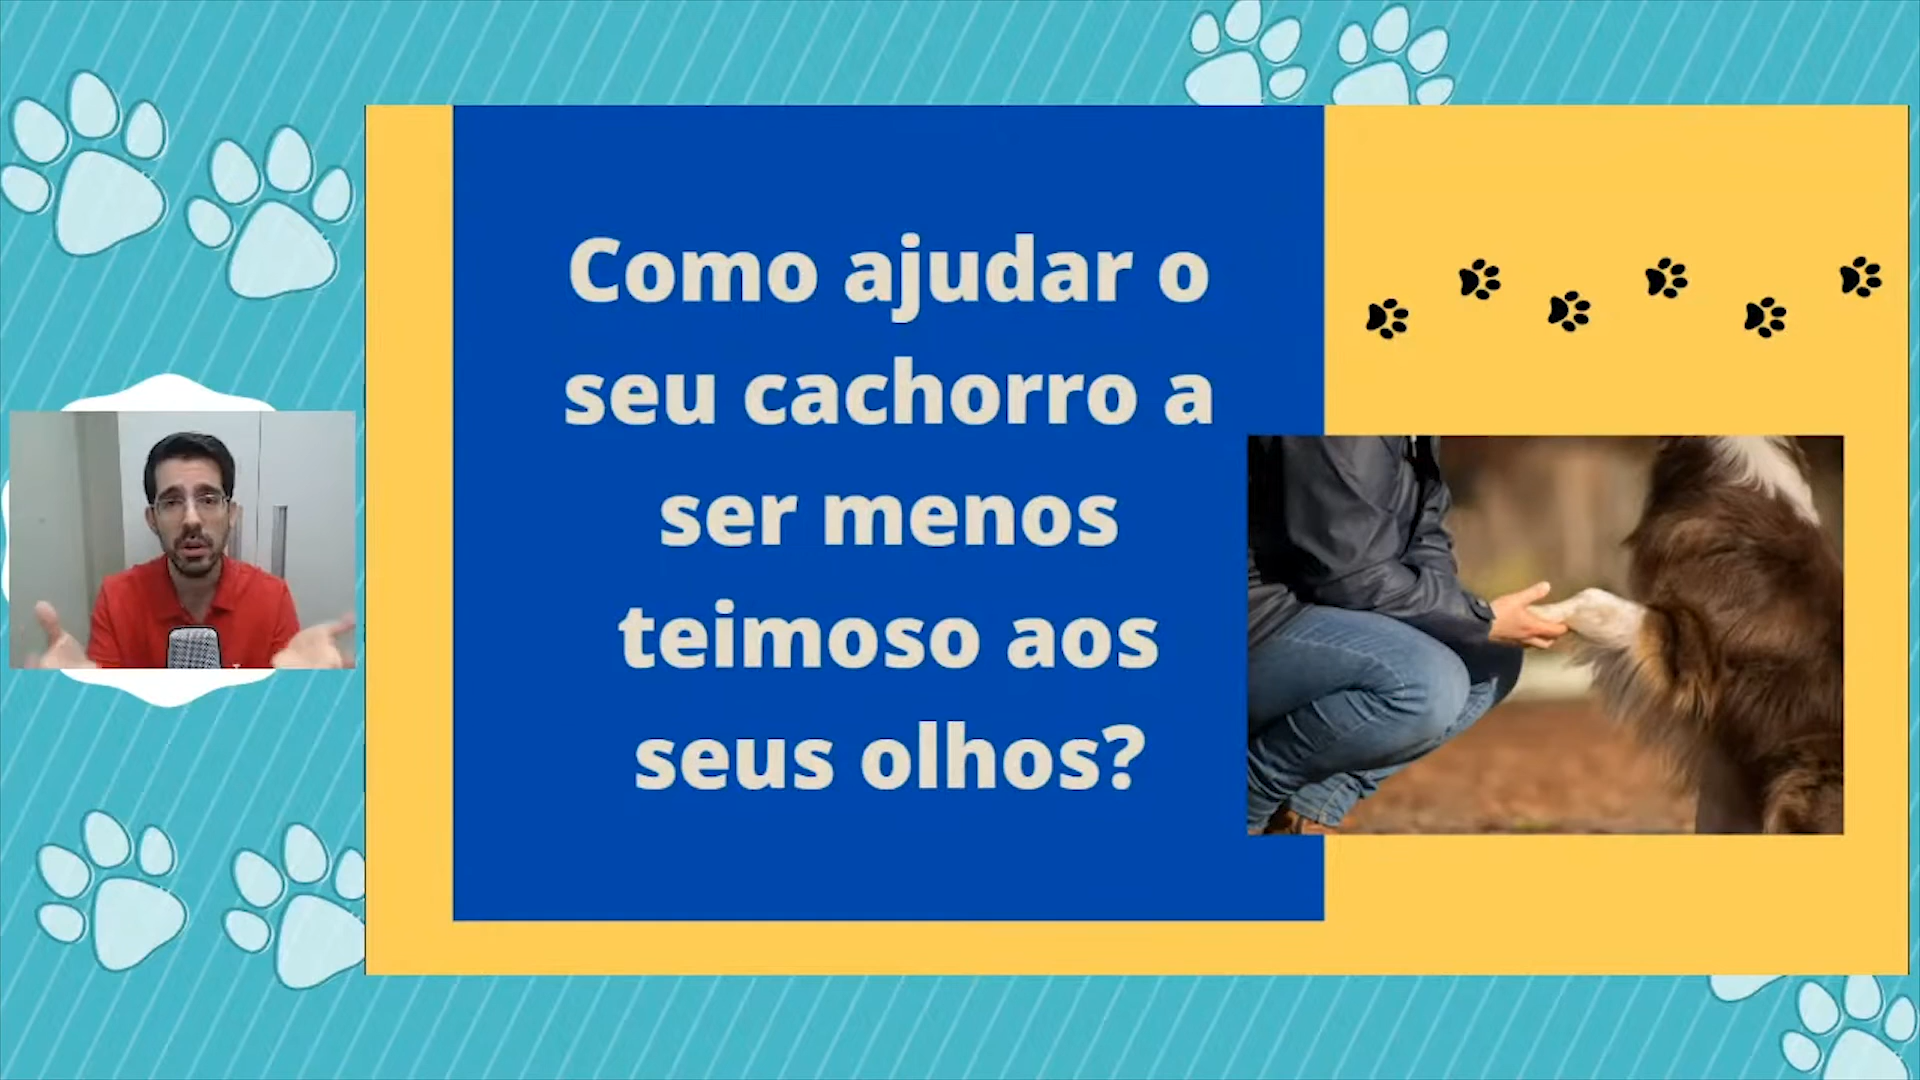 Como ajudar o
seu cachorro a
ser menos
teimoso aos
seus olhos?